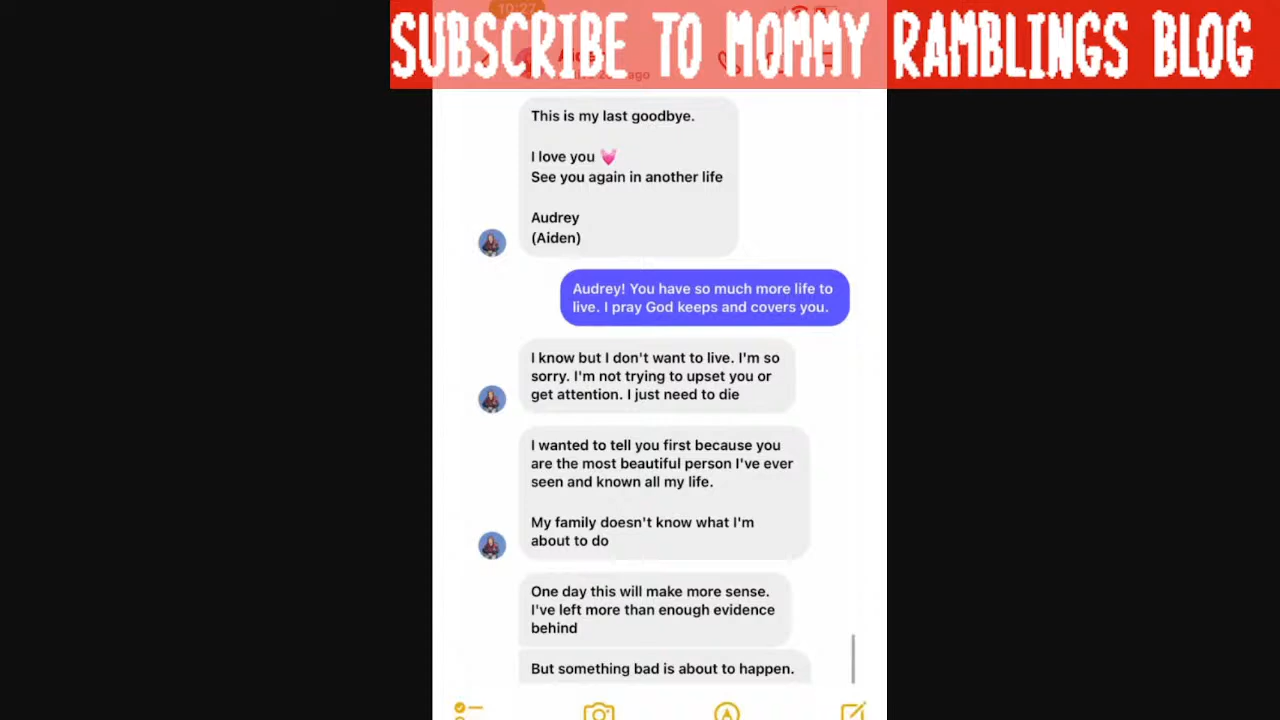 10:27
SUBSCRIBE TO MOMMY RAMBLINGS BLOG
ago
This is my last goodbye.
I love you 💓
See you again in another life
Audrey
(Aiden)
Audrey! You have so much more life to
live. I pray God keeps and covers you.
I know but I don't want to live. I'm so
sorry. I'm not trying to upset you or
get attention. I just need to die
I wanted to tell you first because you
are the most beautiful person I've ever
seen and known all my life.
My family doesn't know what I'm
about to do
One day this will make more sense.
I've left more than enough evidence
behind
But something bad is about to happen.